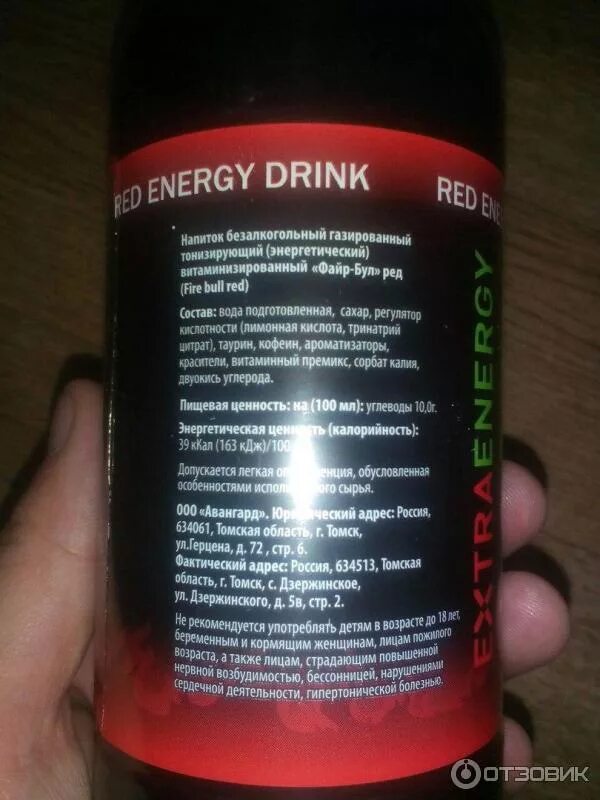 RED ENERGY DRINK
RED ENE
Напиток безалкогольный газированный
тонизирующий (энергетический)
витаминизированный «Файр-Бул» ред
(Fire bull red)
Состав: вода подготовленная, сахар, регулятор
кислотности (лимонная кислота, тринатрий
цитрат), таурин, кофеин, ароматизаторы,
красители, витаминный премикс, сорбат калия,
двуокись углерода.
Пищевая ценность: на (100 мл): углеводы 10,0г.
Энергетическая ценность (калорийность):
39 кКал (163 кДж)/100
Допускается легкая
особенностями сырья.
ООО «Авангард». Юридический адрес: Россия,
634061, Томская область, г. Томск,
ул.Герцена, д. 72 , стр. 6.
Фактический адрес: Россия, 634513, Томская
область, г. Томск, с. Дзержинское,
ул. Дзержинского, д. 5в, стр. 2.
Не рекомендуется употреблять детям в возрасте до 18 лет,
беременным и кормящим женщинам, лицам пожилого
возраста, а также лицам, страдающим повышенной
нервной возбудимостью, бессонницей, нарушениями
сердечной деятельности, гипертонической болезнью.
EXTRAENERGY
ОТЗОВИК